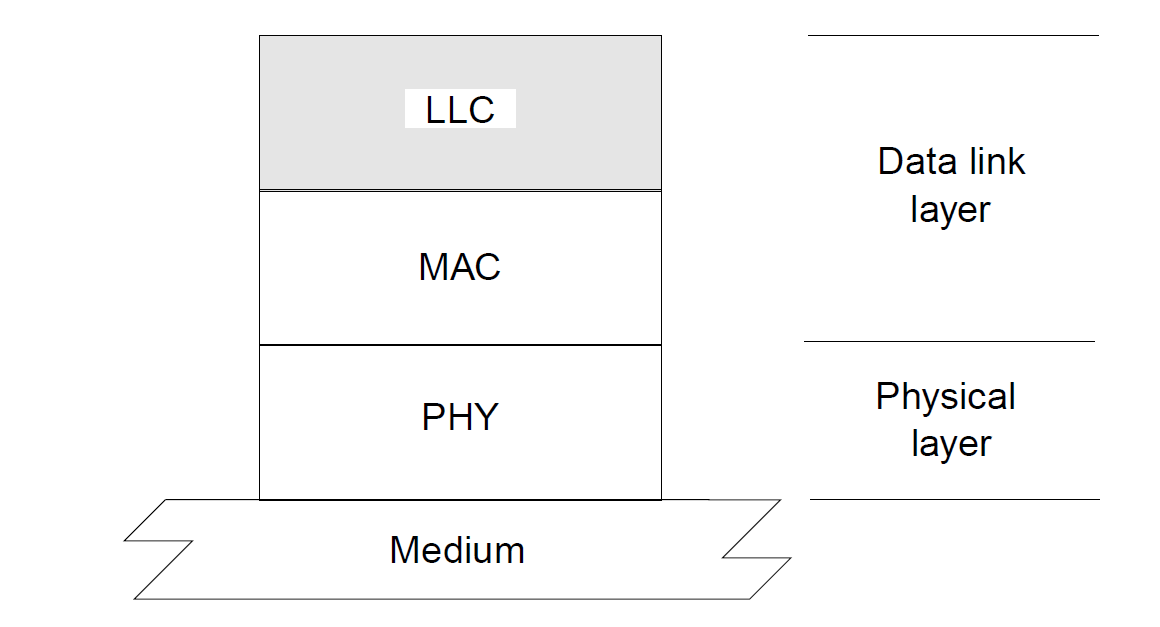 LLC
Data link
layer
MAC
PHY
Physical
layer
Medium